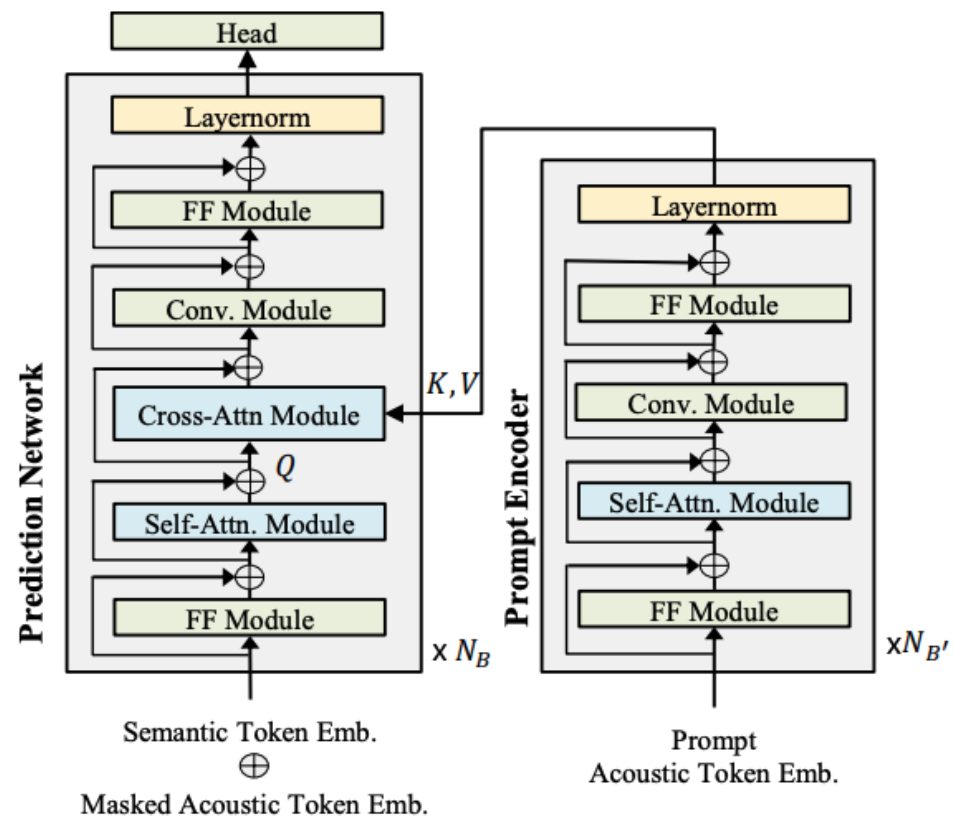 Head
Layernorm
FF Module
Conv. Module
Cross-Attn Module
Q
Self-Attn. Module
FF Module
x N_B
Prediction Network
Semantic Token Emb.
⊕
Masked Acoustic Token Emb.
K, V
Layernorm
FF Module
Conv. Module
Self-Attn. Module
FF Module
xN_B'
Prompt Encoder
Prompt
Acoustic Token Emb.